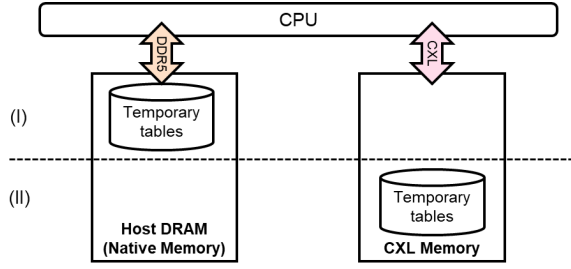 CPU
DDR5
CXL
(I)
Temporary
tables
(II)
Temporary
tables
Host DRAM
(Native Memory)
CXL Memory